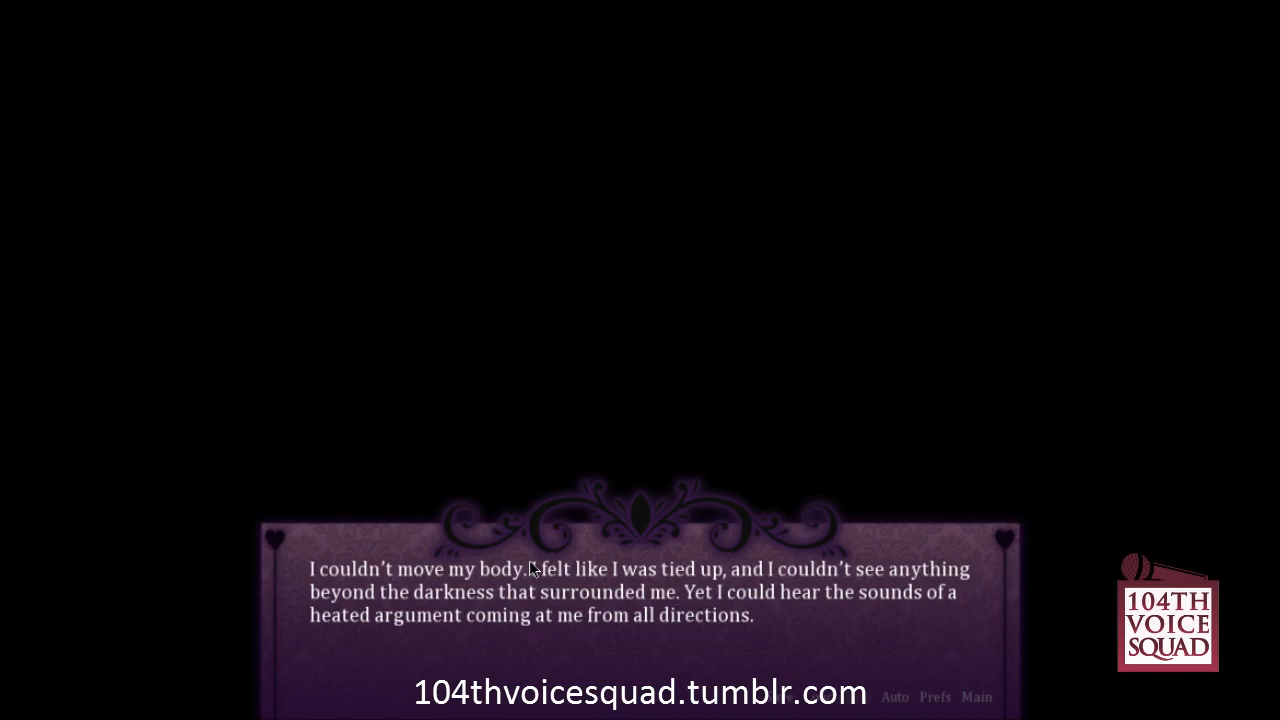 I couldn’t move my body. I felt like I was tied up, and I couldn’t see anything
beyond the darkness that surrounded me. Yet I could hear the sounds of a
heated argument coming at me from all directions.
104TH
VOICE
SQUAD
104thvoicesquad.tumblr.com
Auto Prefs Main